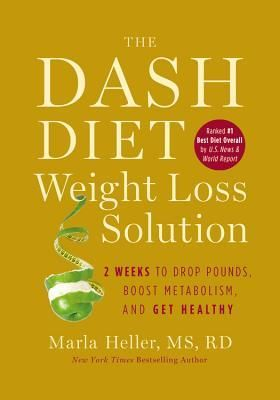 THE
DASH
DIET
Weight Loss
Solution
Ranked #1
Best Diet Overall
by U.S. News &
World Report
2 WEEKS TO DROP POUNDS,
BOOST METABOLISM,
AND GET HEALTHY
Marla Heller, MS, RD
New York Times Bestselling Author